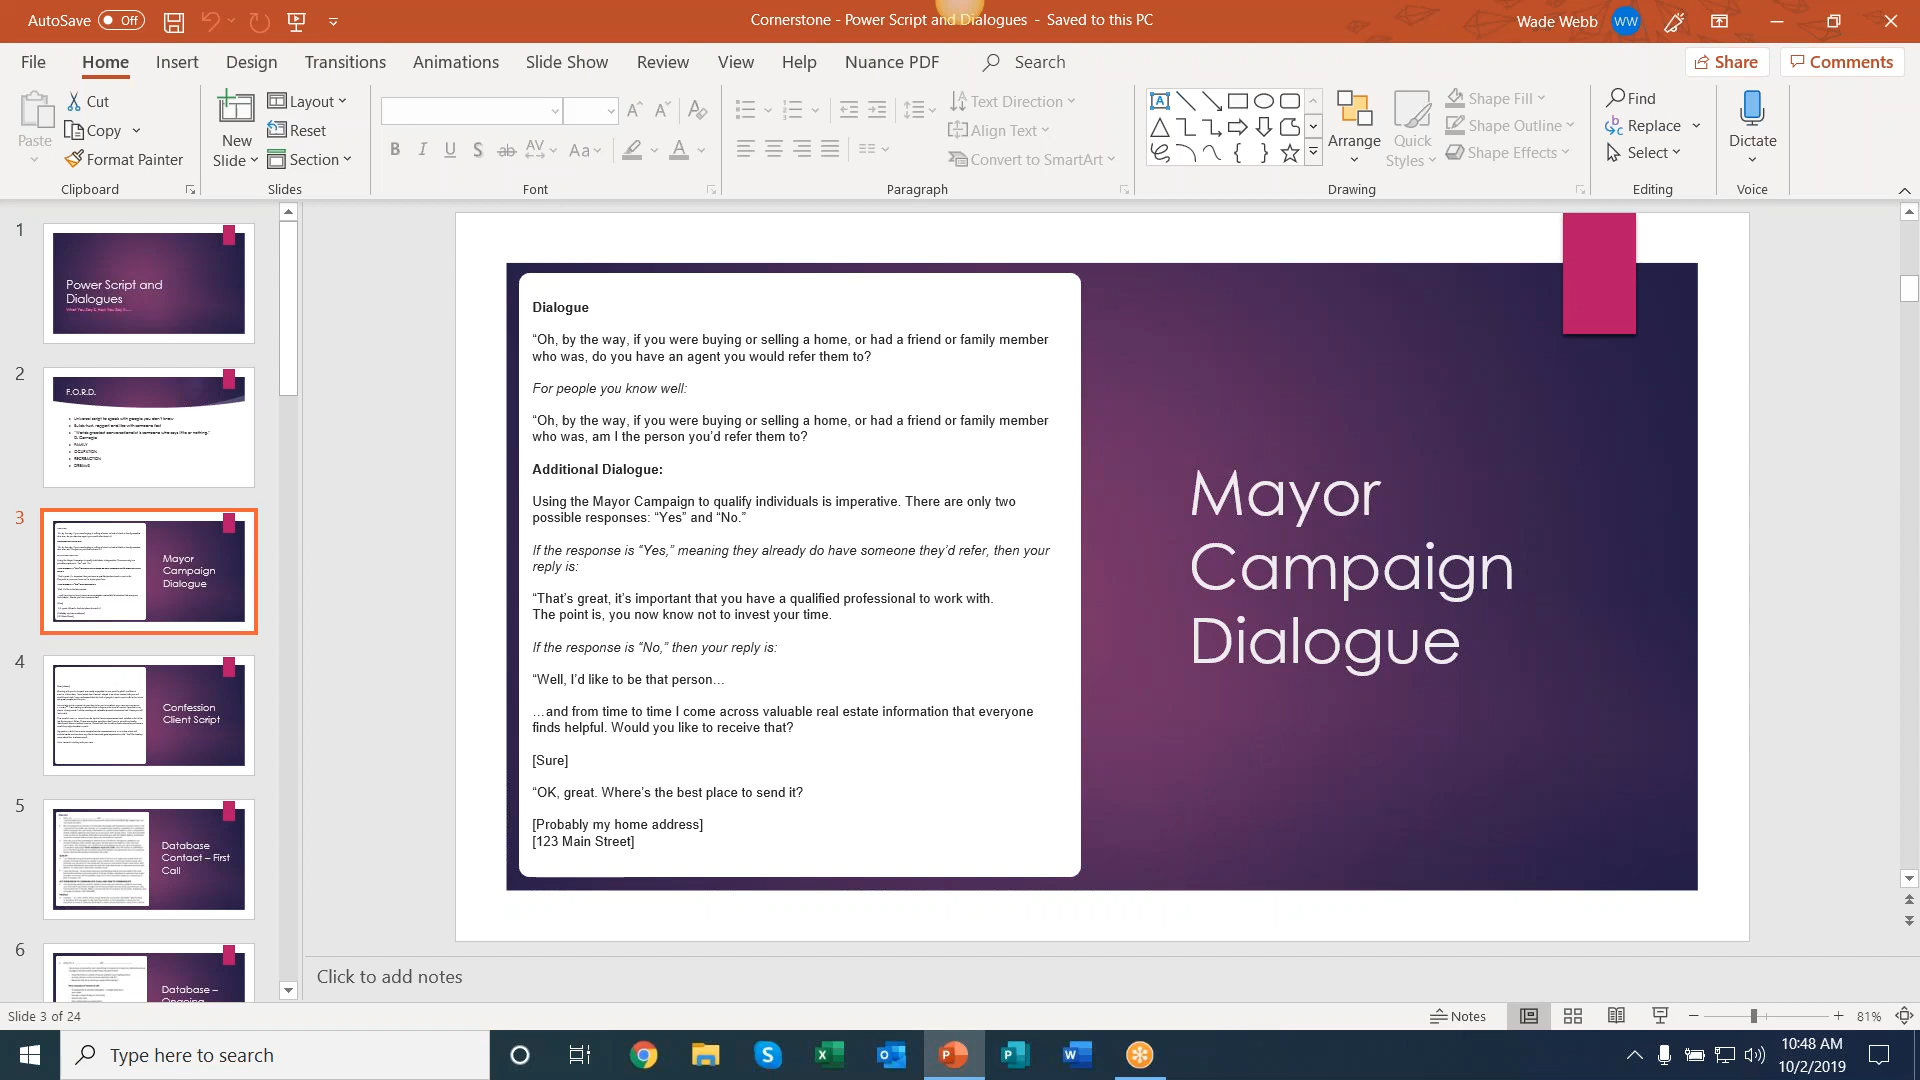 AutoSave Off
Cornerstone - Power Script and Dialogues - Saved to this PC
Wade Webb WW
File Home Insert Design Transitions Animations Slide Show Review View Help Nuance PDF Search
Share Comments
Paste
Cut
Copy
Format Painter
Clipboard
New Slide
Layout
Reset
Section
Slides
B I U S ab AV Aa A
Font
Text Direction
Align Text
Convert to SmartArt
Paragraph
Arrange
Quick Styles
Shape Fill
Shape Outline
Shape Effects
Drawing
Find
Replace
Select
Editing
Dictate
Voice
1
Power Script and
Dialogues
2
F.O.R.D.
3
Mayor
Campaign
Dialogue
4
Confession
Client Script
5
Database
Contact – First
Call
6
Database –
Ongoing
Dialogue
“Oh, by the way, if you were buying or selling a home, or had a friend or family member
who was, do you have an agent you would refer them to?
For people you know well:
“Oh, by the way, if you were buying or selling a home, or had a friend or family member
who was, am I the person you’d refer them to?
Additional Dialogue:
Using the Mayor Campaign to qualify individuals is imperative. There are only two
possible responses: “Yes” and “No.”
If the response is “Yes,” meaning they already do have someone they’d refer, then your
reply is:
“That’s great, it’s important that you have a qualified professional to work with.
The point is, you now know not to invest your time.
If the response is “No,” then your reply is:
“Well, I’d like to be that person…
…and from time to time I come across valuable real estate information that everyone
finds helpful. Would you like to receive that?
[Sure]
“OK, great. Where’s the best place to send it?
[Probably my home address]
[123 Main Street]
Mayor
Campaign
Dialogue
Click to add notes
Slide 3 of 24
Notes
81%
Type here to search
10:48 AM
10/2/2019